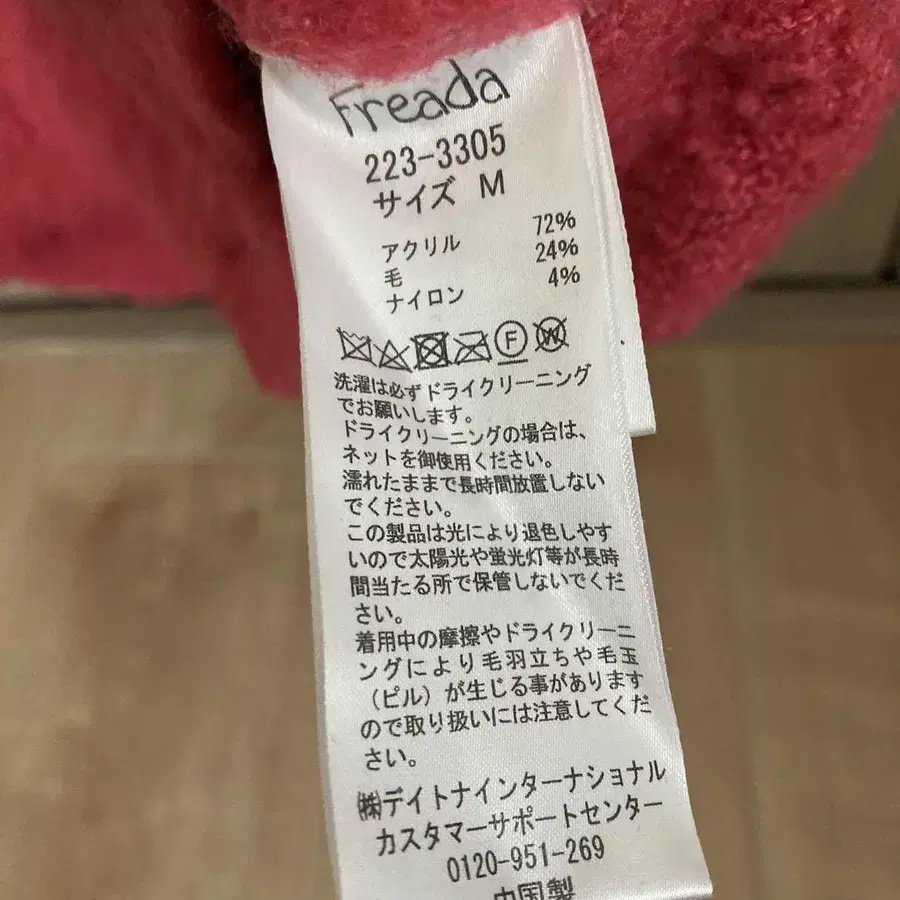 Freada
223-3305
サイズ M
アクリル 72%
毛 24%
ナイロン 4%
F W
洗濯は必ずドライクリーニング
でお願いします。
ドライクリーニングの場合は、
ネットを御使用ください。
濡れたままで長時間放置しない
でください。
この製品は光により退色しやす
いので太陽光や蛍光灯等が長時
間当たる所で保管しないでくだ
さい。
着用中の摩擦やドライクリーニ
ングにより毛羽立ちや毛玉
（ピル）が生じる事があります
ので取り扱いには注意してくだ
さい。
㈱デイトナインターナショナル
カスタマーサポートセンター
0120-951-269
中国製